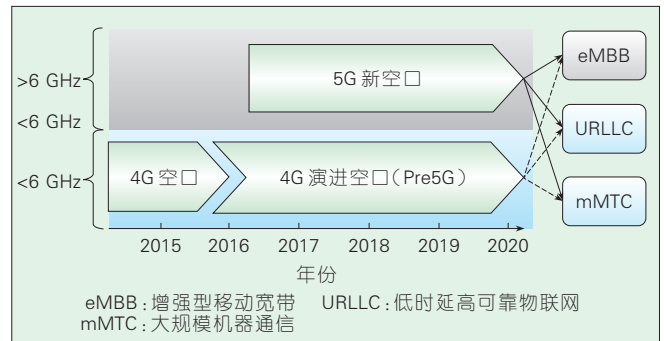 >6 GHz
<6 GHz
<6 GHz
5G 新空口
4G 空口
4G 演进空口(Pre5G)
eMBB
URLLC
mMTC
2015 2016 2017 2018 2019 2020
年份
eMBB:增强型移动宽带 URLLC:低时延高可靠物联网
mMTC:大规模机器通信